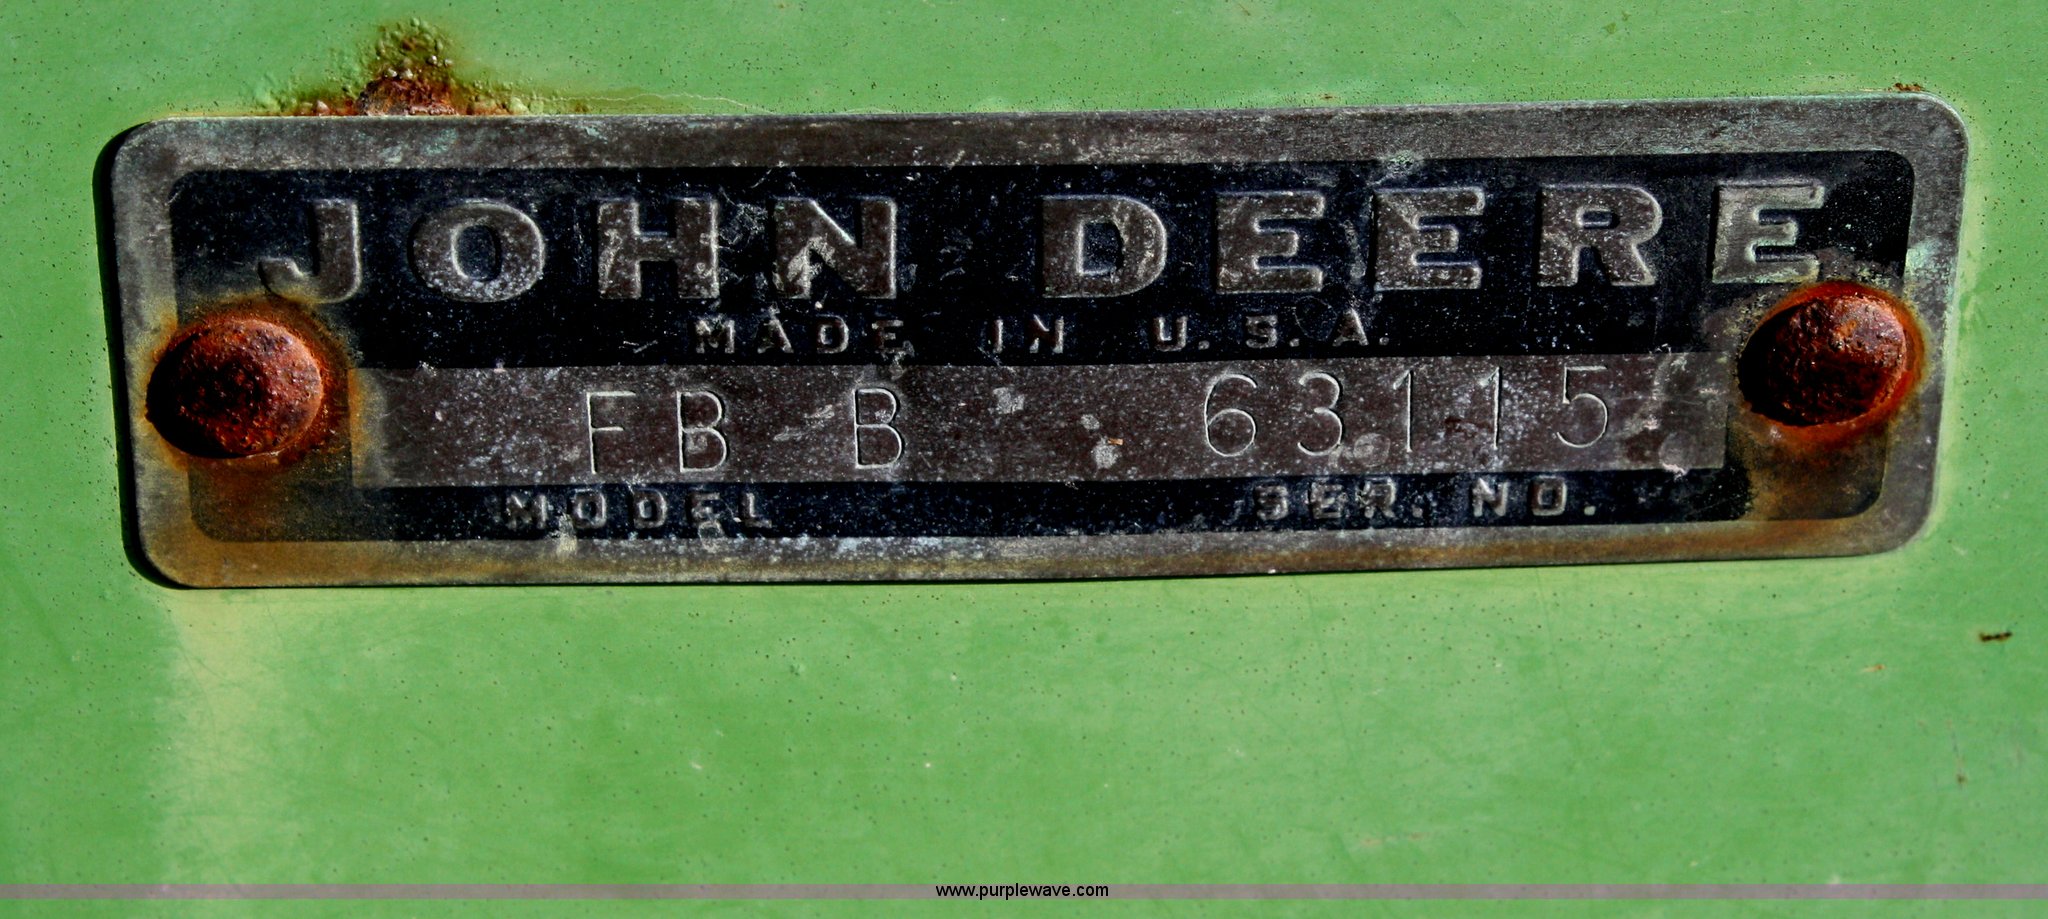 JOHN DEERE
MADE IN U.S.A.
FB B 63115
MODEL SER. NO.
www.purplewave.com